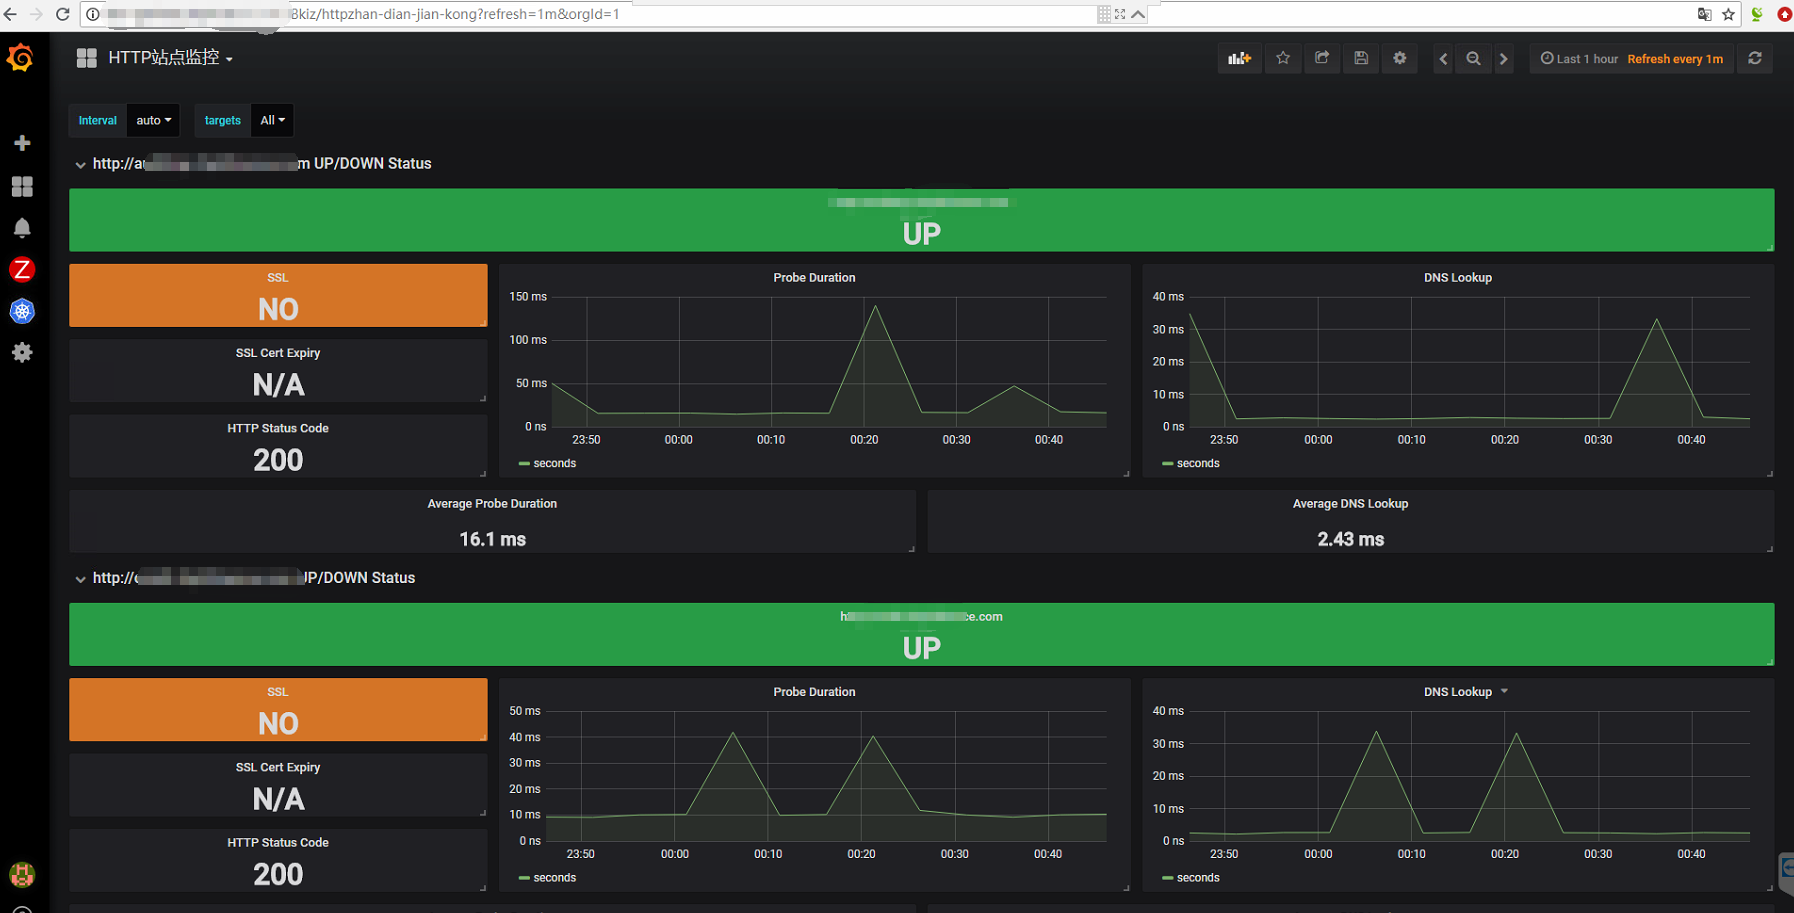 8kiz/httpzhan-dian-jian-kong?refresh=1m&orgId=1
HTTP站点监控
Last 1 hour Refresh every 1m
Interval auto targets All
http://a m UP/DOWN Status
UP
SSL
NO
SSL Cert Expiry
N/A
HTTP Status Code
200
Probe Duration
150 ms
100 ms
50 ms
0 ns
23:50 00:00 00:10 00:20 00:30 00:40
seconds
DNS Lookup
40 ms
30 ms
20 ms
10 ms
0 ns
23:50 00:00 00:10 00:20 00:30 00:40
seconds
Average Probe Duration
16.1 ms
Average DNS Lookup
2.43 ms
http:// UP/DOWN Status
ce.com
UP
SSL
NO
SSL Cert Expiry
N/A
HTTP Status Code
200
Probe Duration
50 ms
40 ms
30 ms
20 ms
10 ms
0 ns
23:50 00:00 00:10 00:20 00:30 00:40
seconds
DNS Lookup
40 ms
30 ms
20 ms
10 ms
0 ns
23:50 00:00 00:10 00:20 00:30 00:40
seconds